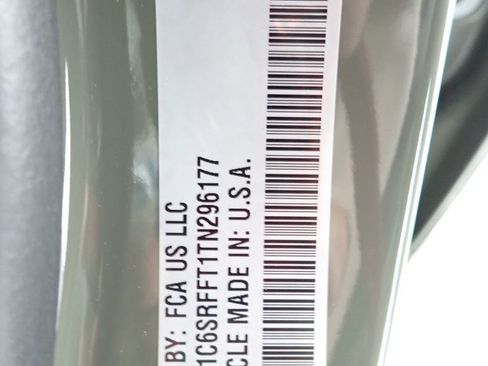 BY: FCA US LLC
1C6SRFFT1TN296177
CLE MADE IN: U.S.A.